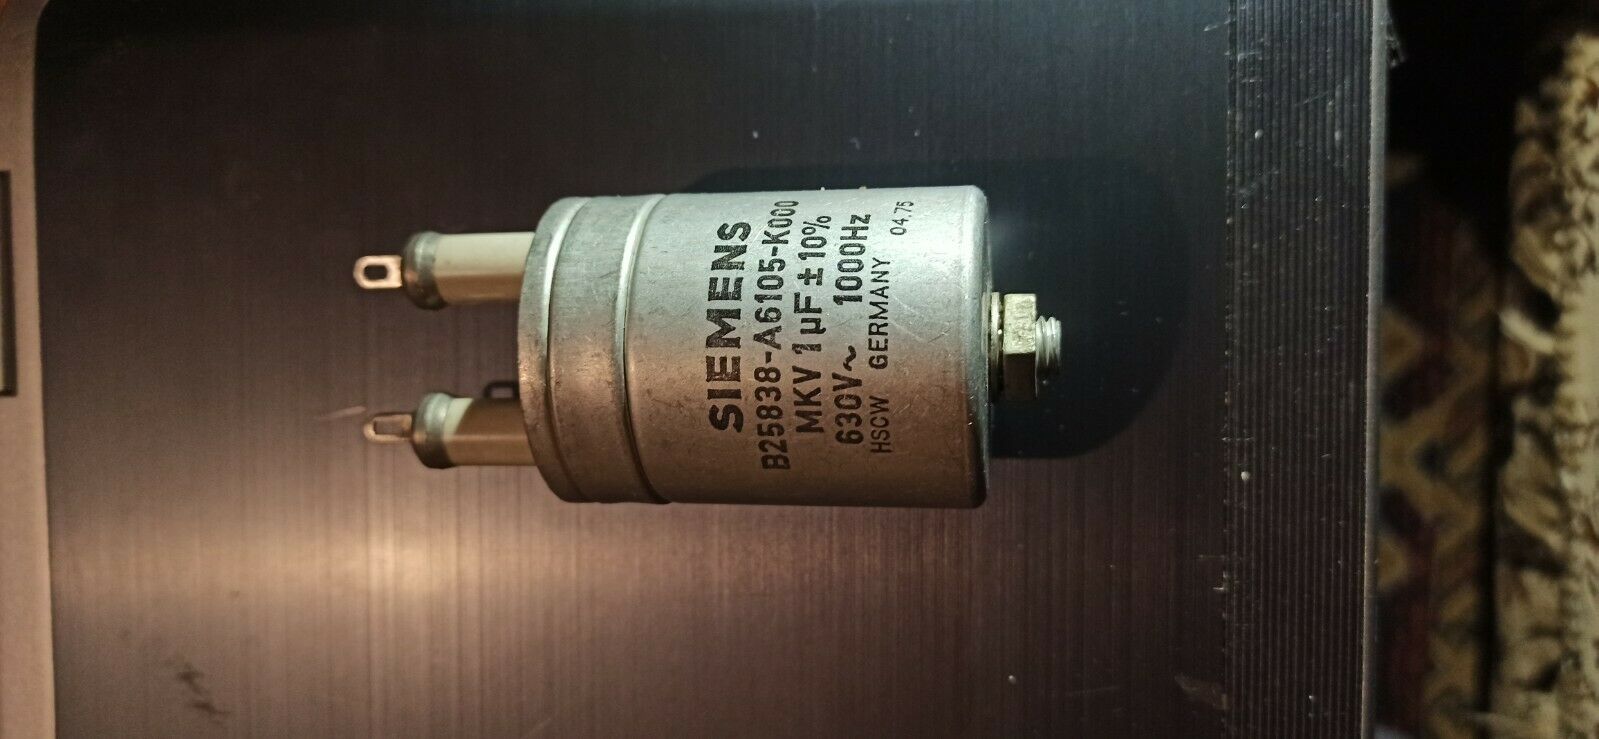 SIEMENS
B25838-A6105-K000
MKV 1 µF ± 10%
630V~ 1000Hz
HSCW GERMANY 04.75